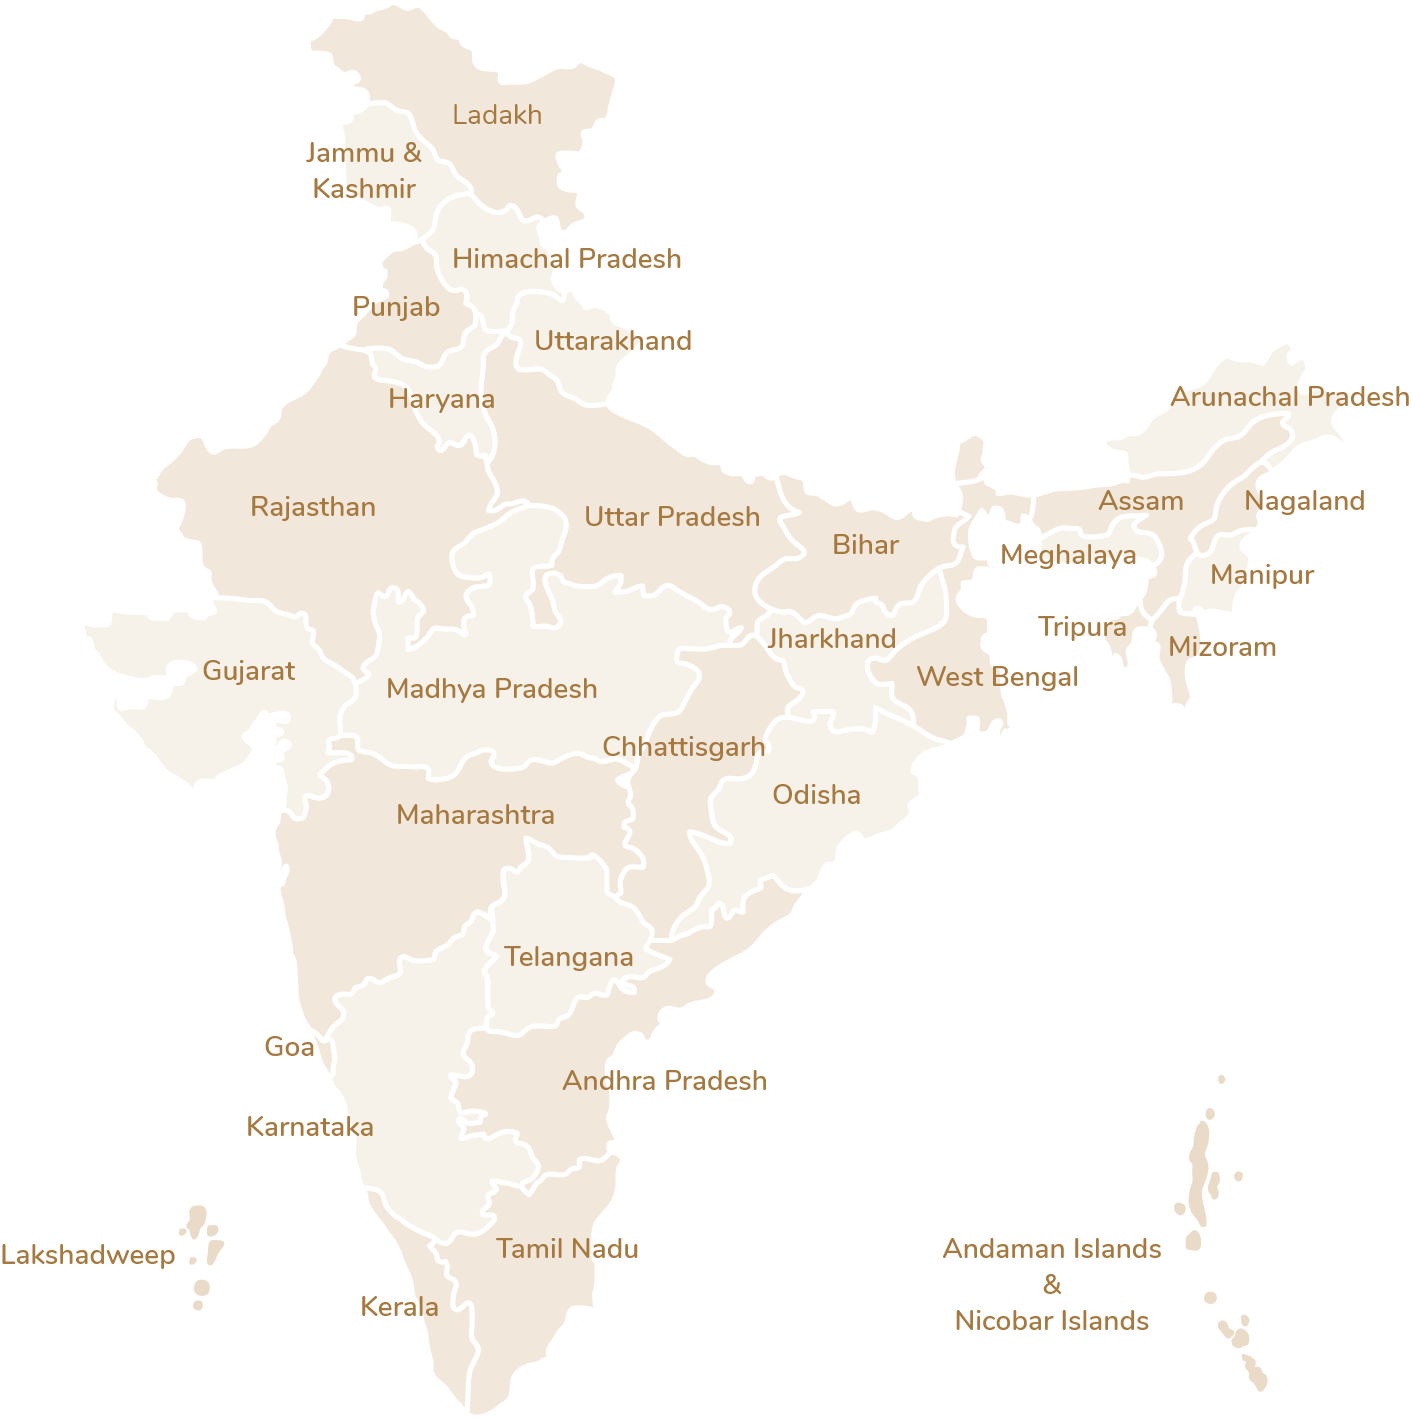 Ladakh
Jammu &
Kashmir
Himachal Pradesh
Punjab
Uttarakhand
Haryana
Arunachal Pradesh
Rajasthan
Uttar Pradesh
Assam
Nagaland
Bihar
Meghalaya
Manipur
Tripura
Jharkhand
Mizoram
Gujarat
West Bengal
Madhya Pradesh
Chhattisgarh
Odisha
Maharashtra
Telangana
Goa
Andhra Pradesh
Karnataka
Lakshadweep
Tamil Nadu
Andaman Islands
&
Nicobar Islands
Kerala